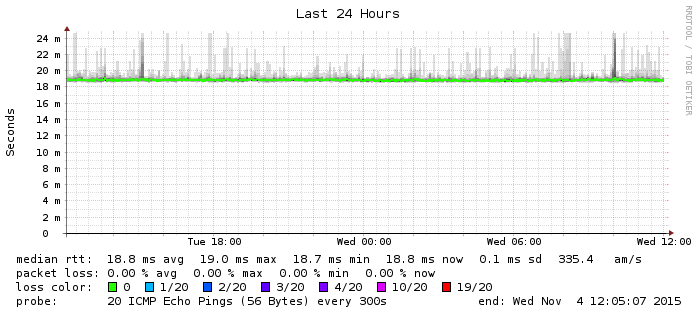 Last 24 Hours
RRDTOOL / TOBI OETIKER
Seconds
24 m
22 m
20 m
18 m
16 m
14 m
12 m
10 m
8 m
6 m
4 m
2 m
0
Tue 18:00 Wed 00:00 Wed 06:00 Wed 12:00
median rtt: 18.8 ms avg 19.0 ms max 18.7 ms min 18.8 ms now 0.1 ms sd 335.4 am/s
packet loss: 0.00 % avg 0.00 % max 0.00 % min 0.00 % now
loss color: 0 1/20 2/20 3/20 4/20 10/20 19/20
probe: 20 ICMP Echo Pings (56 Bytes) every 300s end: Wed Nov 4 12:05:07 2015